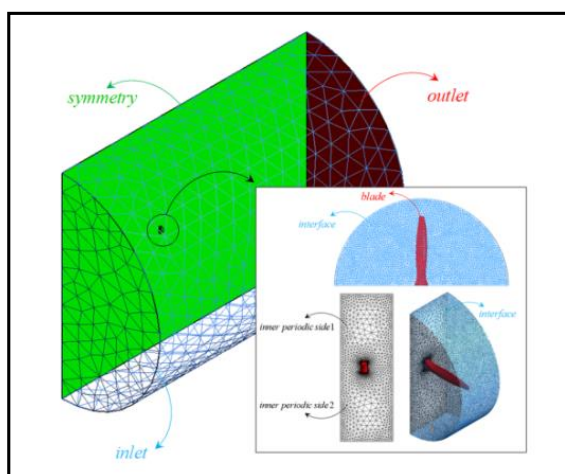 symmetry
outlet
blade
interface
inner periodic side1
interface
inner periodic side2
inlet